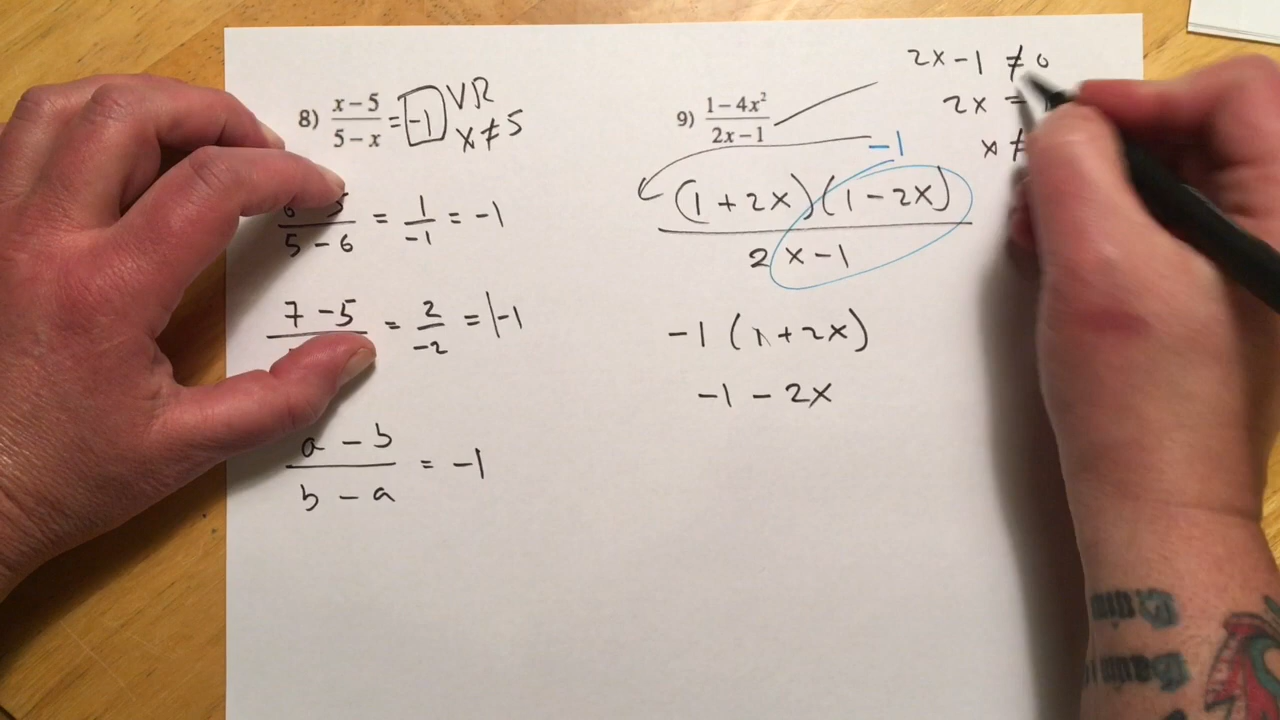 8) x-5 / 5-x = -1 VR
x ≠ 5
5 - 6 = 1/-1 = -1
7-5 = 2/-2 = -1
a - b / b - a = -1
9) 1-4x² / 2x-1
2x-1 ≠ 0
2x =
x ≠
-1
(1+2x)(1-2x)
2x-1
-1(1+2x)
-1 - 2x